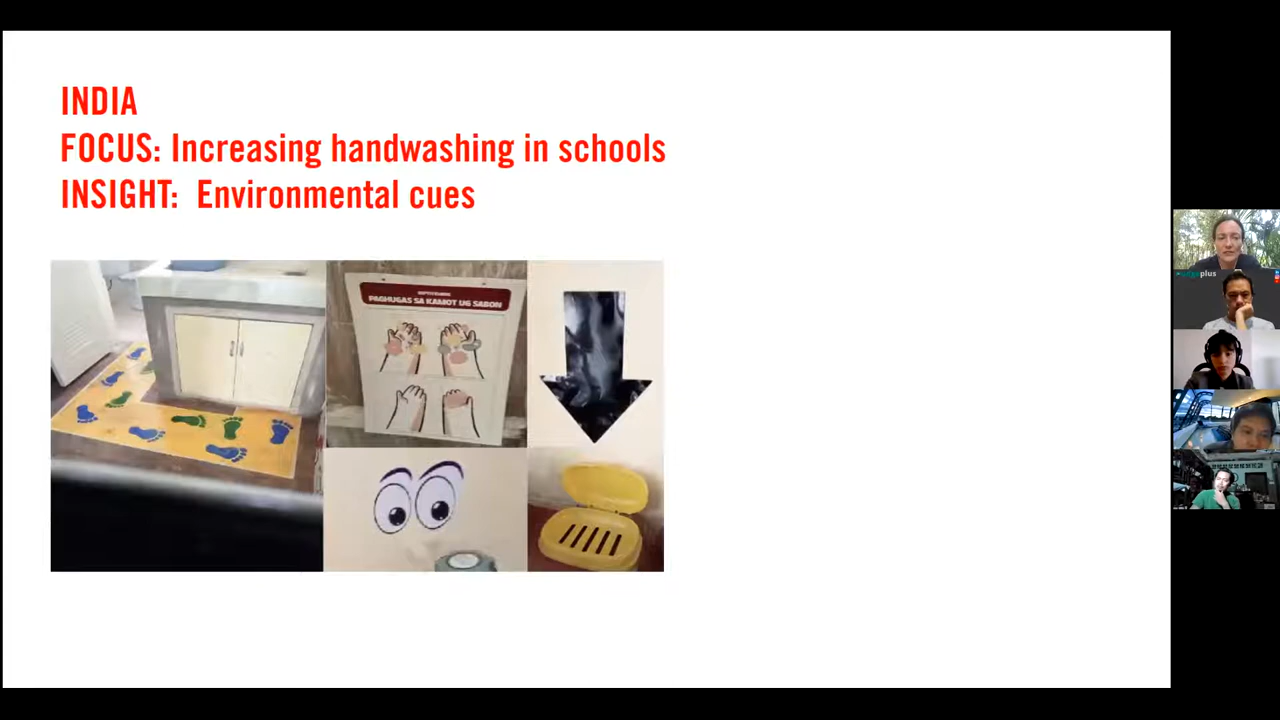 INDIA
FOCUS: Increasing handwashing in schools
INSIGHT: Environmental cues
PAGHUGAS SA KAMOT UG SABON